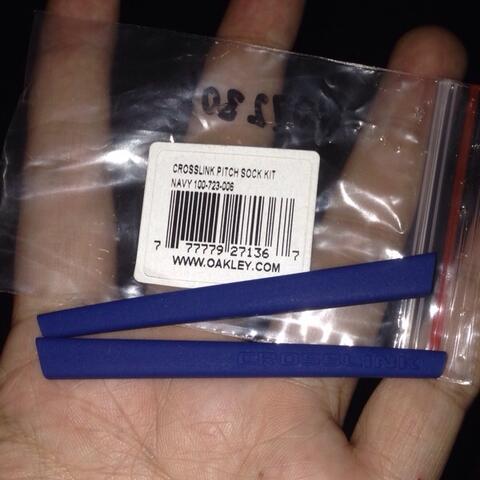 CROSSLINK PITCH SOCK KIT
NAVY 100-723-006
7 77779 27136 7
WWW.OAKLEY.COM
CROSSLINK